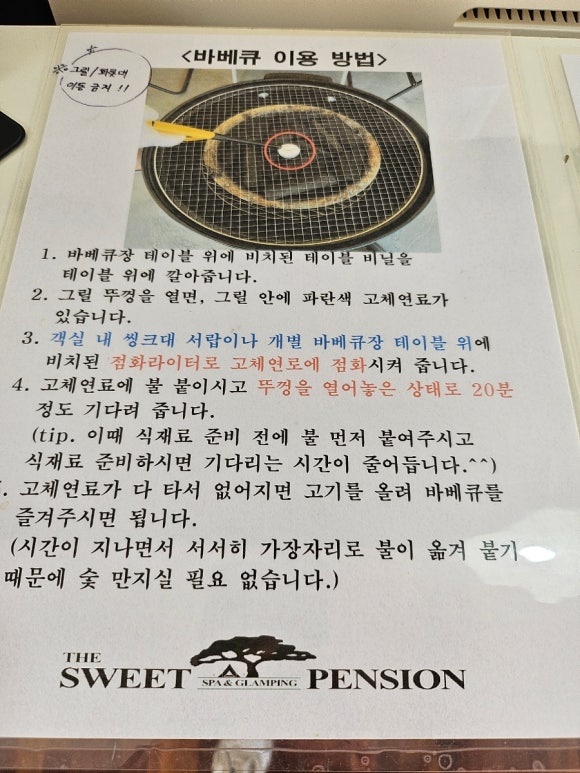 <바베큐 이용 방법>
그릴/화롯대
이동 금지 !!
1. 바베큐장 테이블 위에 비치된 테이블 비닐을
테이블 위에 깔아줍니다.
2. 그릴 뚜껑을 열면, 그릴 안에 파란색 고체연료가
있습니다.
3. 객실 내 씽크대 서랍이나 개별 바베큐장 테이블 위에
비치된 점화라이터로 고체연로에 점화시켜 줍니다.
4. 고체연료에 불 붙이시고 뚜껑을 열어놓은 상태로 20분
정도 기다려 줍니다.
(tip. 이때 식재료 준비 전에 불 먼저 붙여주시고
식재료 준비하시면 기다리는 시간이 줄어듭니다.^^)
. 고체연료가 다 타서 없어지면 고기를 올려 바베큐를
즐겨주시면 됩니다.
(시간이 지나면서 서서히 가장자리로 불이 옮겨 붙기
때문에 숯 만지실 필요 없습니다.)
THE
SWEET SPA & GLAMPING PENSION